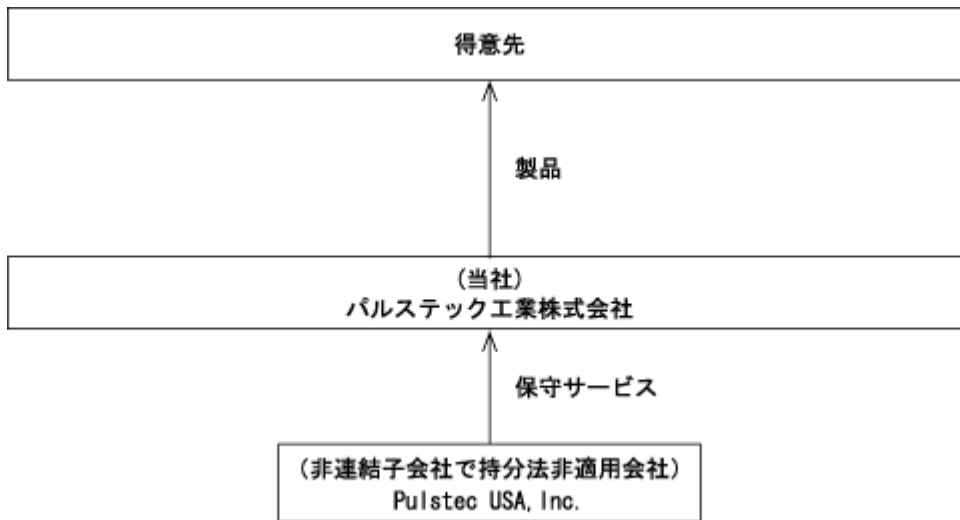 得意先
製品
(当社)
パルステック工業株式会社
保守サービス
(非連結子会社で持分法非適用会社)
Pulstec USA, Inc.